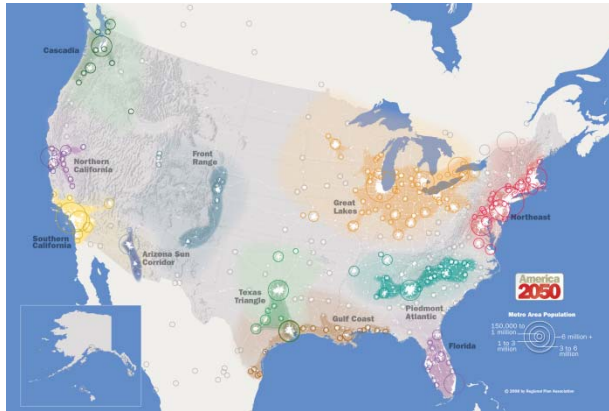 Cascadia
Northern
California
Southern
California
Arizona Sun
Corridor
Front
Range
Great
Lakes
Northeast
Texas
Triangle
Gulf Coast
Piedmont
Atlantic
Florida
America
2050
Metro Area Population
150,000 to
1 million
1 to 3
million
6 million +
3 to 6
million